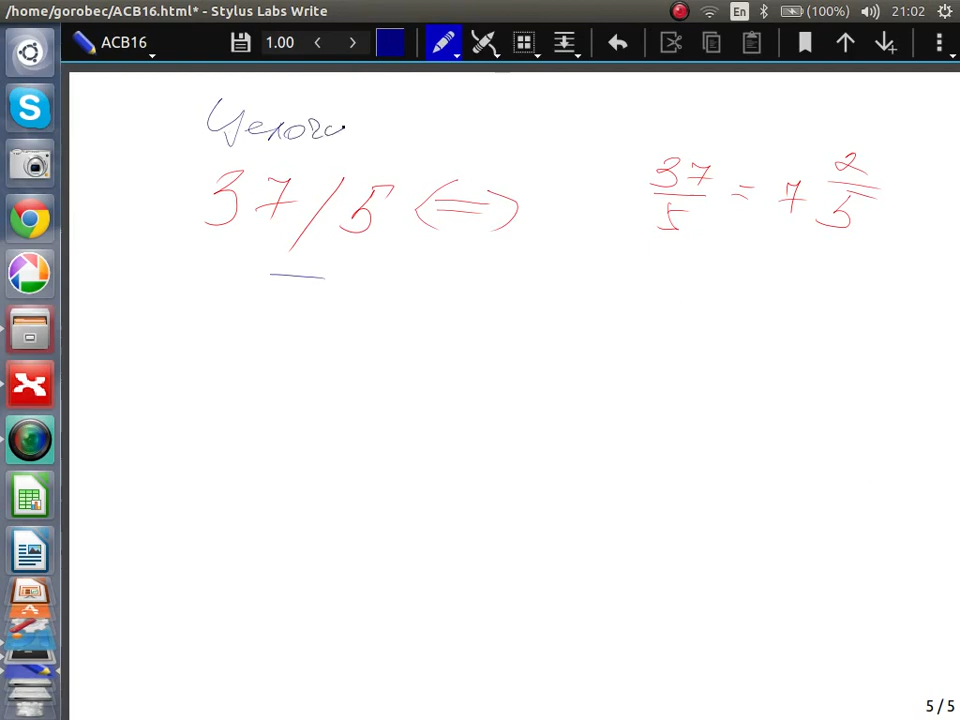 /home/gorobec/ACB16.html* - Stylus Labs Write
En (100%) 21:02
ACB16 1.00
Целочи
37/5 <=> 37/5 = 7 2/5
5 / 5